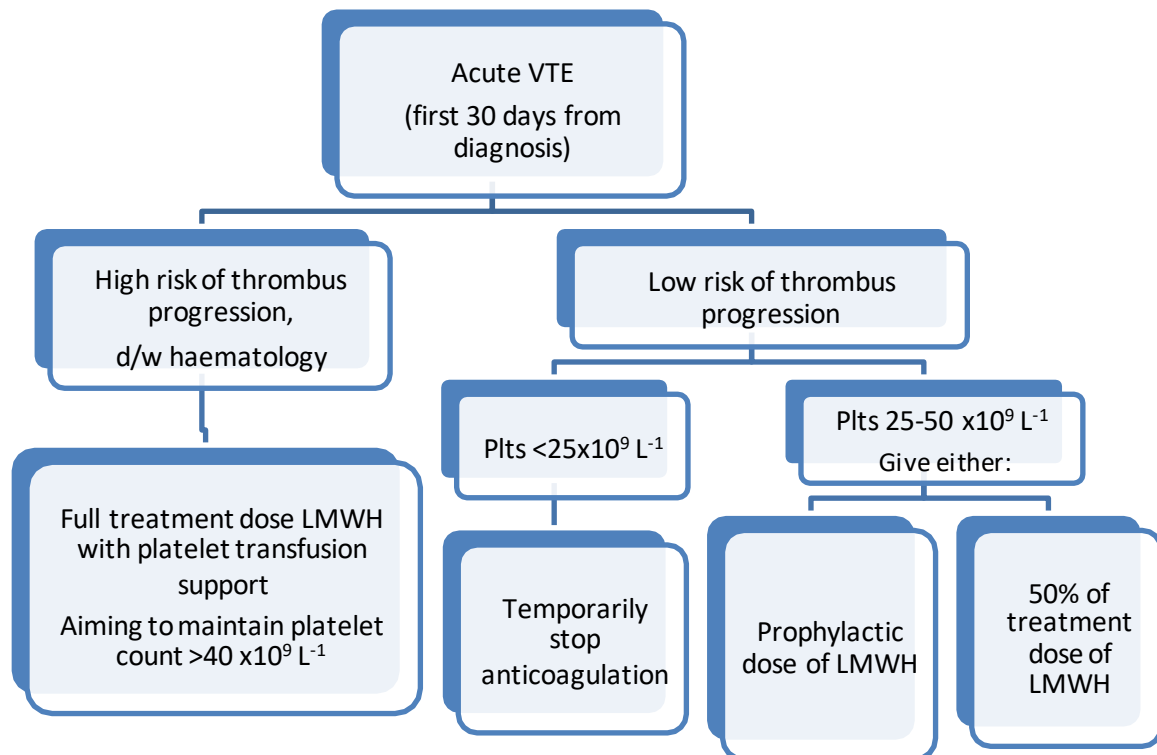 Acute VTE
(first 30 days from
diagnosis)
High risk of thrombus
progression,
d/w haematology
Low risk of thrombus
progression
Plts <25x10⁹ L⁻¹
Plts 25-50 x10⁹ L⁻¹
Give either:
Full treatment dose LMWH
with platelet transfusion
support
Aiming to maintain platelet
count >40 x10⁹ L⁻¹
Temporarily
stop
anticoagulation
Prophylactic
dose of LMWH
50% of
treatment
dose of
LMWH